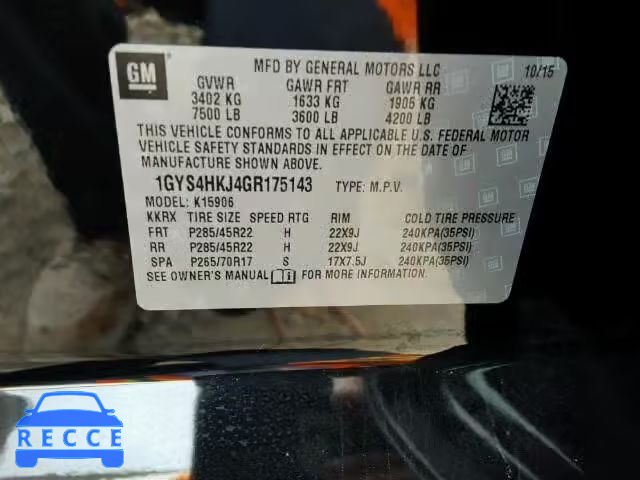 GM
MFD BY GENERAL MOTORS LLC
10/15
GVWR GAWR FRT GAWR RR
3402 KG 1633 KG 1905 KG
7500 LB 3600 LB 4200 LB
THIS VEHICLE CONFORMS TO ALL APPLICABLE U.S. FEDERAL MOTOR
VEHICLE SAFETY STANDARDS IN EFFECT ON THE DATE OF
MANUFACTURE SHOWN ABOVE.
1GYS4HKJ4GR175143 TYPE: M.P.V.
MODEL: K15906
KKRX TIRE SIZE SPEED RTG RIM COLD TIRE PRESSURE
FRT P285/45R22 H 22X9J 240KPA(35PSI)
RR P285/45R22 H 22X9J 240KPA(35PSI)
SPA P265/70R17 S 17X7.5J 240KPA(35PSI)
SEE OWNER'S MANUAL FOR MORE INFORMATION.
RECCE